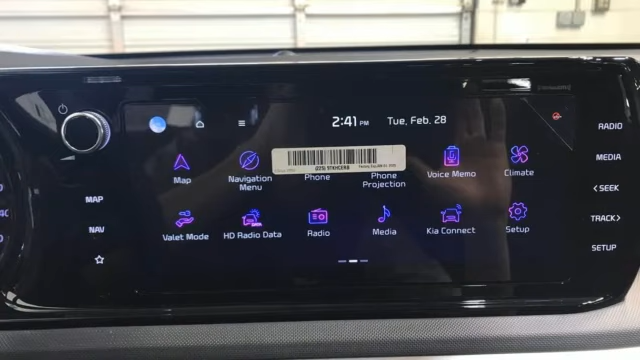 2:41 PM Tue, Feb. 28
RADIO
MEDIA
< SEEK
TRACK >
SETUP
MAP
NAV
Map
Navigation Menu
Phone
Phone Projection
Voice Memo
Climate
Valet Mode
HD Radio Data
Radio
Media
Kia Connect
Setup